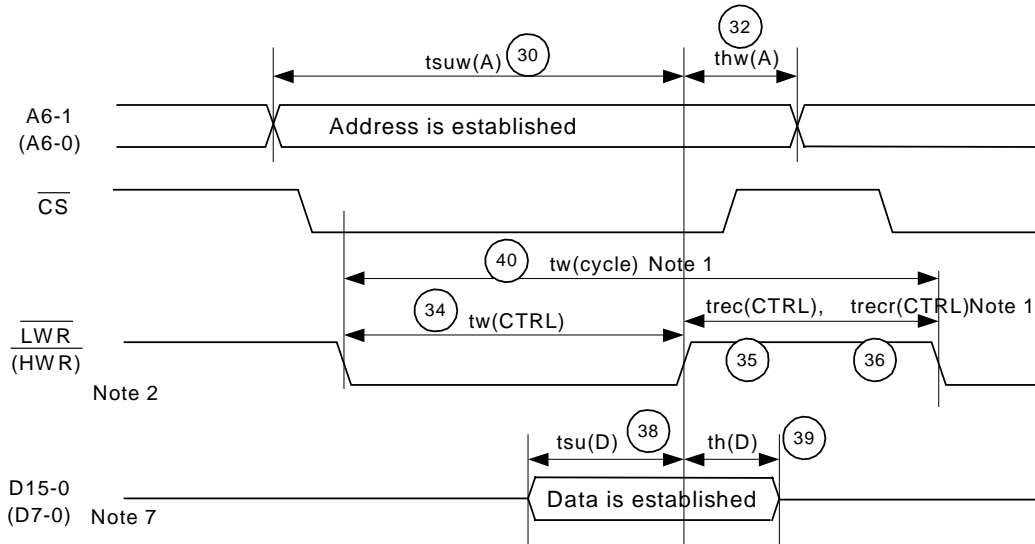 32
tsuw(A) 30 thw(A)
A6-1
(A6-0)
Address is established
CS
40 tw(cycle) Note 1
34 tw(CTRL) trec(CTRL), trecr(CTRL)Note 1
LWR
(HWR)
35 36
Note 2
tsu(D) 38 th(D) 39
D15-0
(D7-0)
Note 7
Data is established